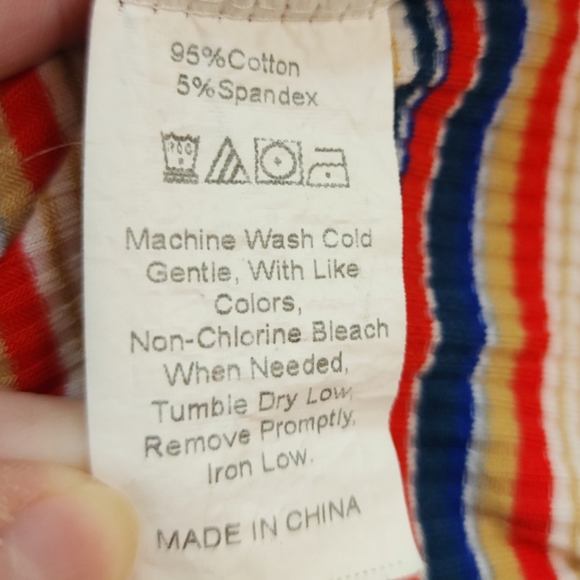 95%Cotton
5%Spandex
Machine Wash Cold
Gentle, With Like
Colors,
Non-Chlorine Bleach
When Needed,
Tumble Dry Low,
Remove Promptly,
Iron Low.
MADE IN CHINA